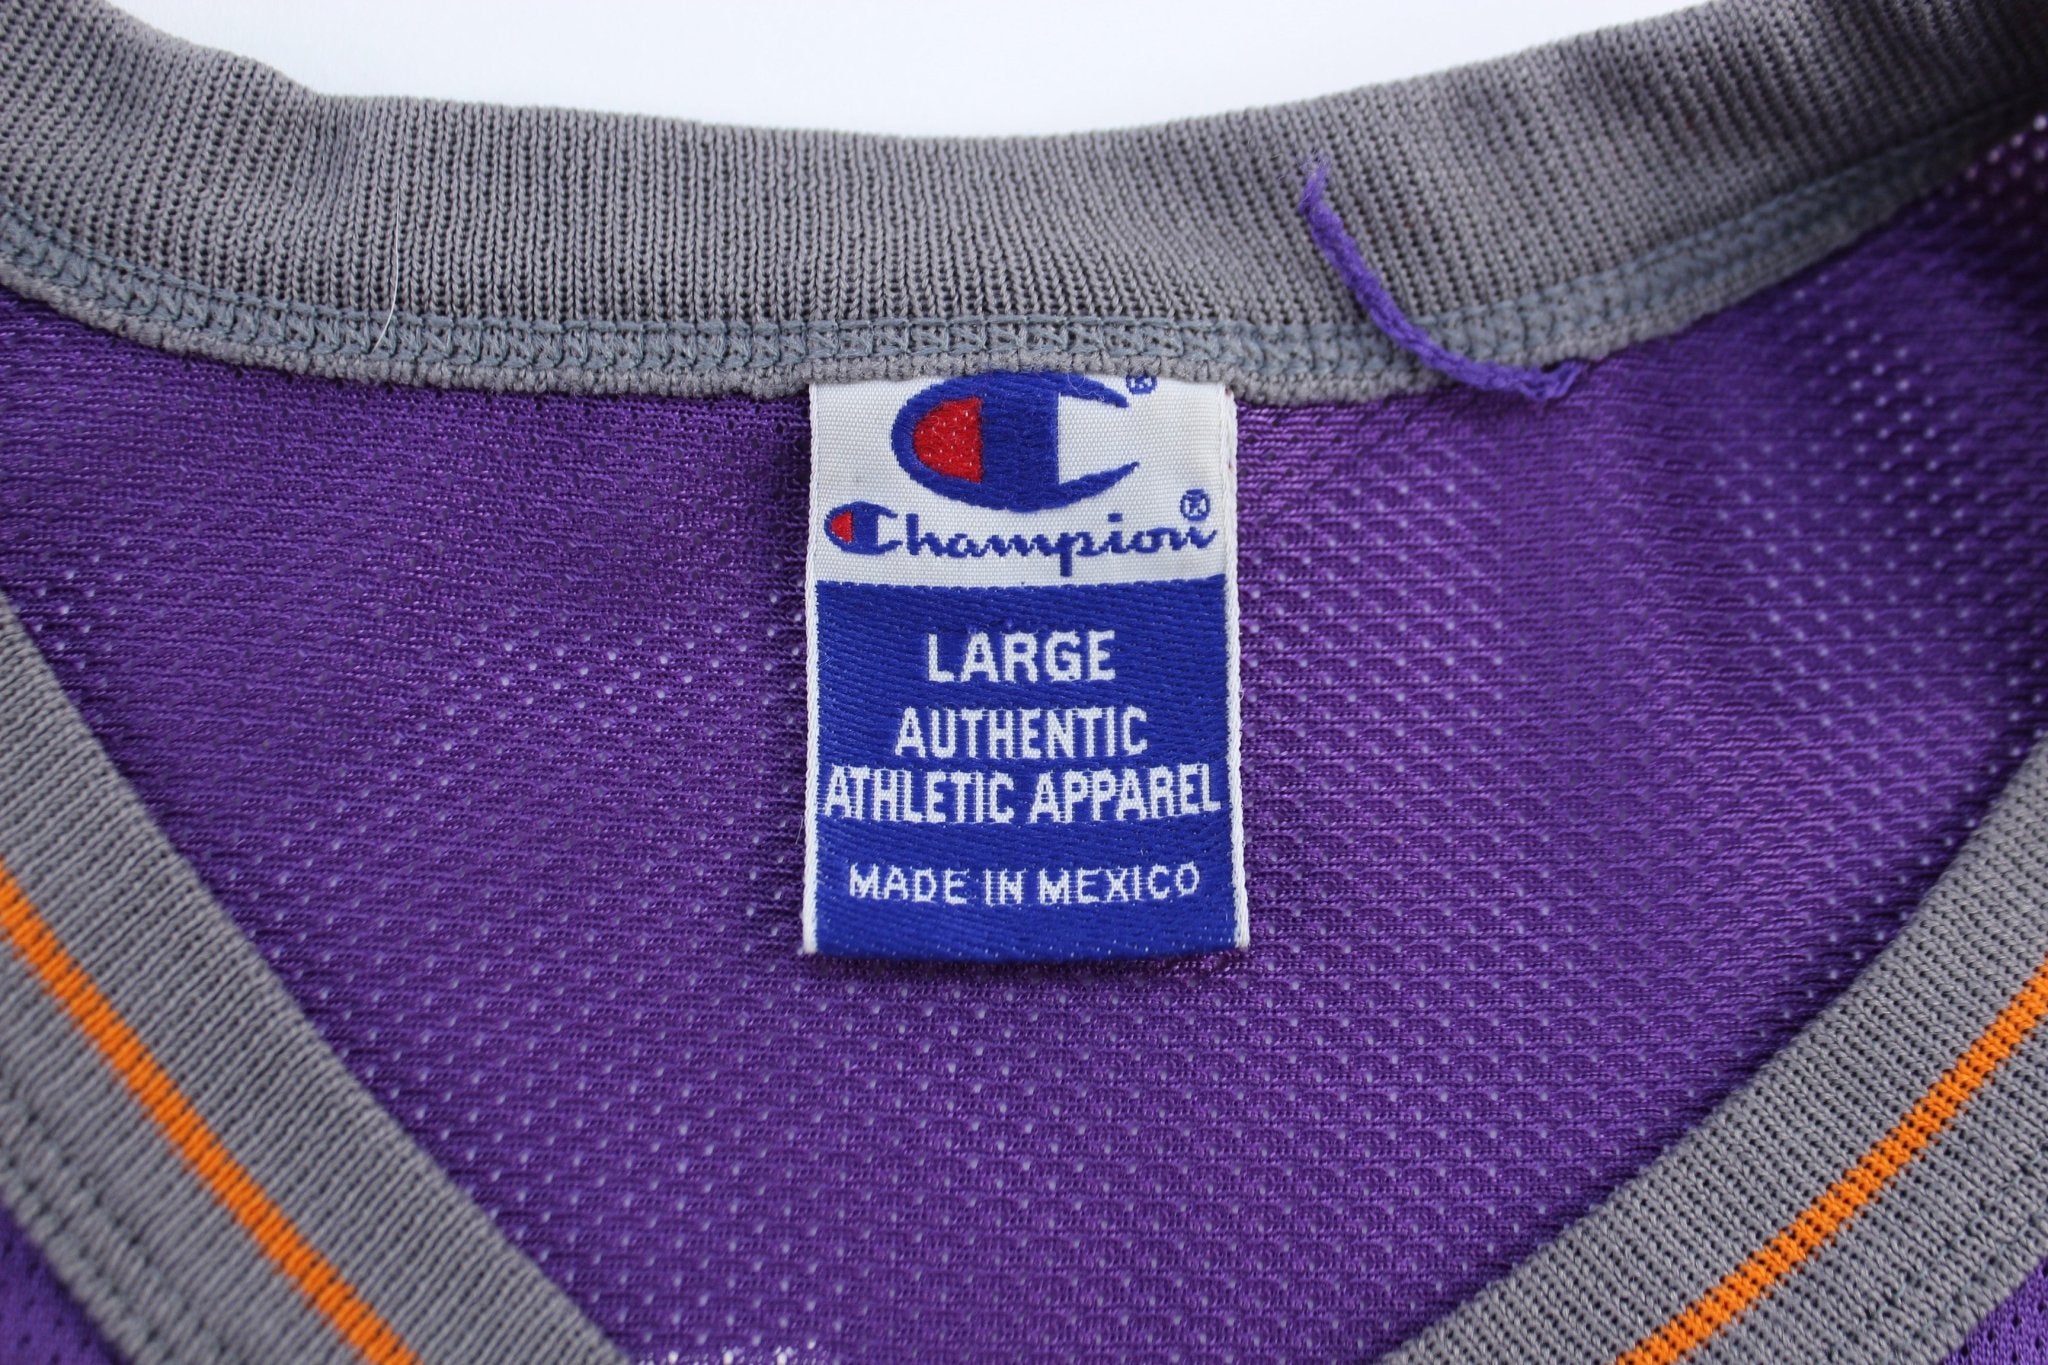 ®
Champion®
LARGE
AUTHENTIC
ATHLETIC APPAREL
MADE IN MEXICO